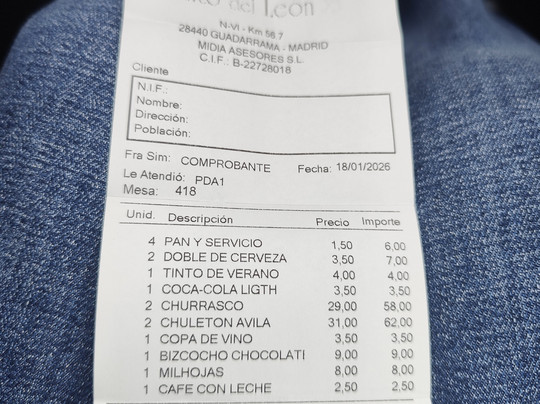 del León
N-VI - Km 56.7
28440 GUADARRAMA - MADRID
MIDIA ASESORES S.L.
C.I.F.: B-22728018
Cliente
N.I.F.:
Nombre:
Dirección:
Población:
Fra Sim: COMPROBANTE Fecha: 18/01/2026
Le Atendió: PDA1
Mesa: 418
Unid. Descripción Precio Importe
4 PAN Y SERVICIO 1,50 6,00
2 DOBLE DE CERVEZA 3,50 7,00
1 TINTO DE VERANO 4,00 4,00
1 COCA-COLA LIGTH 3,50 3,50
2 CHURRASCO 29,00 58,00
2 CHULETON AVILA 31,00 62,00
1 COPA DE VINO 3,50 3,50
1 BIZCOCHO CHOCOLATI 9,00 9,00
1 MILHOJAS 8,00 8,00
1 CAFE CON LECHE 2,50 2,50